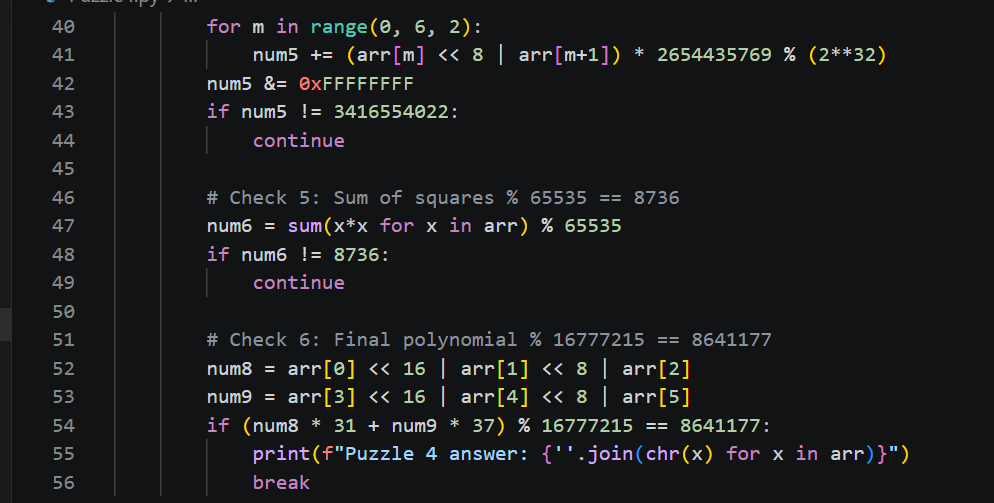 40 for m in range(0, 6, 2):
41 num5 += (arr[m] << 8 | arr[m+1]) * 2654435769 % (2**32)
42 num5 &= 0xFFFFFFFF
43 if num5 != 3416554022:
44 continue
45
46 # Check 5: Sum of squares % 65535 == 8736
47 num6 = sum(x*x for x in arr) % 65535
48 if num6 != 8736:
49 continue
50
51 # Check 6: Final polynomial % 16777215 == 8641177
52 num8 = arr[0] << 16 | arr[1] << 8 | arr[2]
53 num9 = arr[3] << 16 | arr[4] << 8 | arr[5]
54 if (num8 * 31 + num9 * 37) % 16777215 == 8641177:
55 print(f"Puzzle 4 answer: {''.join(chr(x) for x in arr)}")
56 break